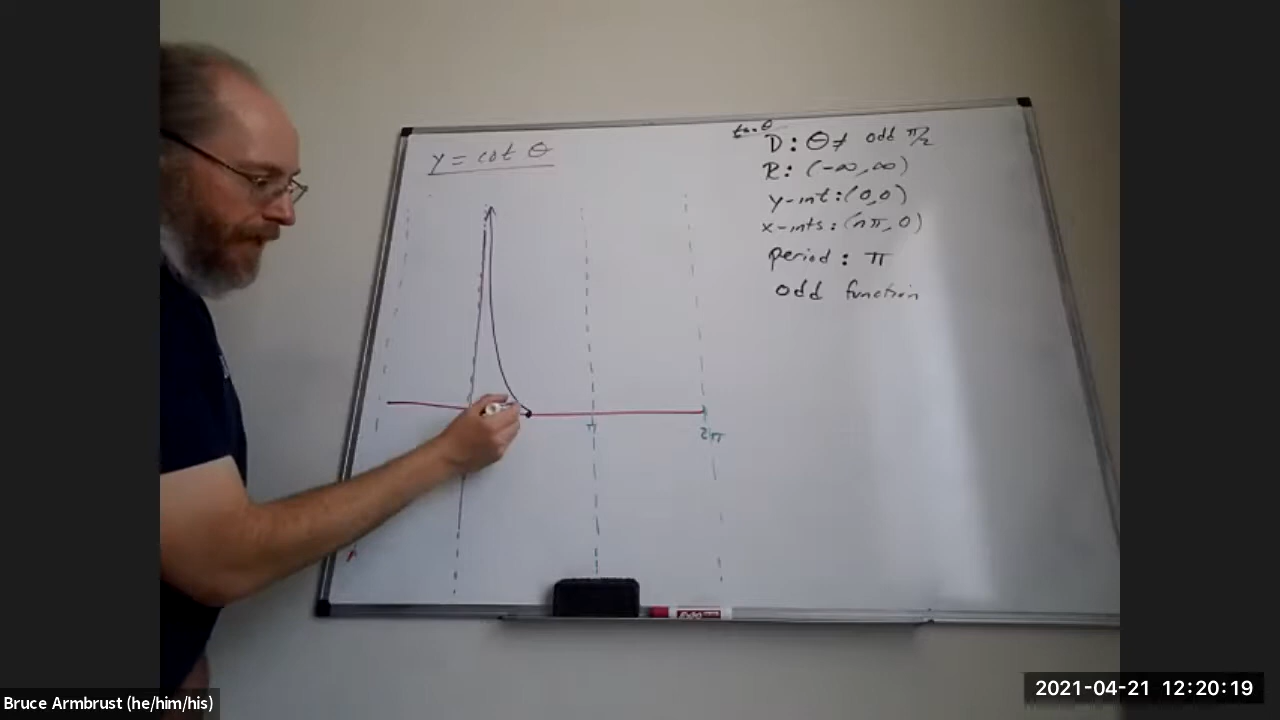 y = cot θ
tan θ
D: θ ≠ odd π/2
R: (-∞, ∞)
y-int: (0,0)
x-ints: (nπ, 0)
period: π
odd function
π
2π
EXPO
Bruce Armbrust (he/him/his)
2021-04-21 12:20:19